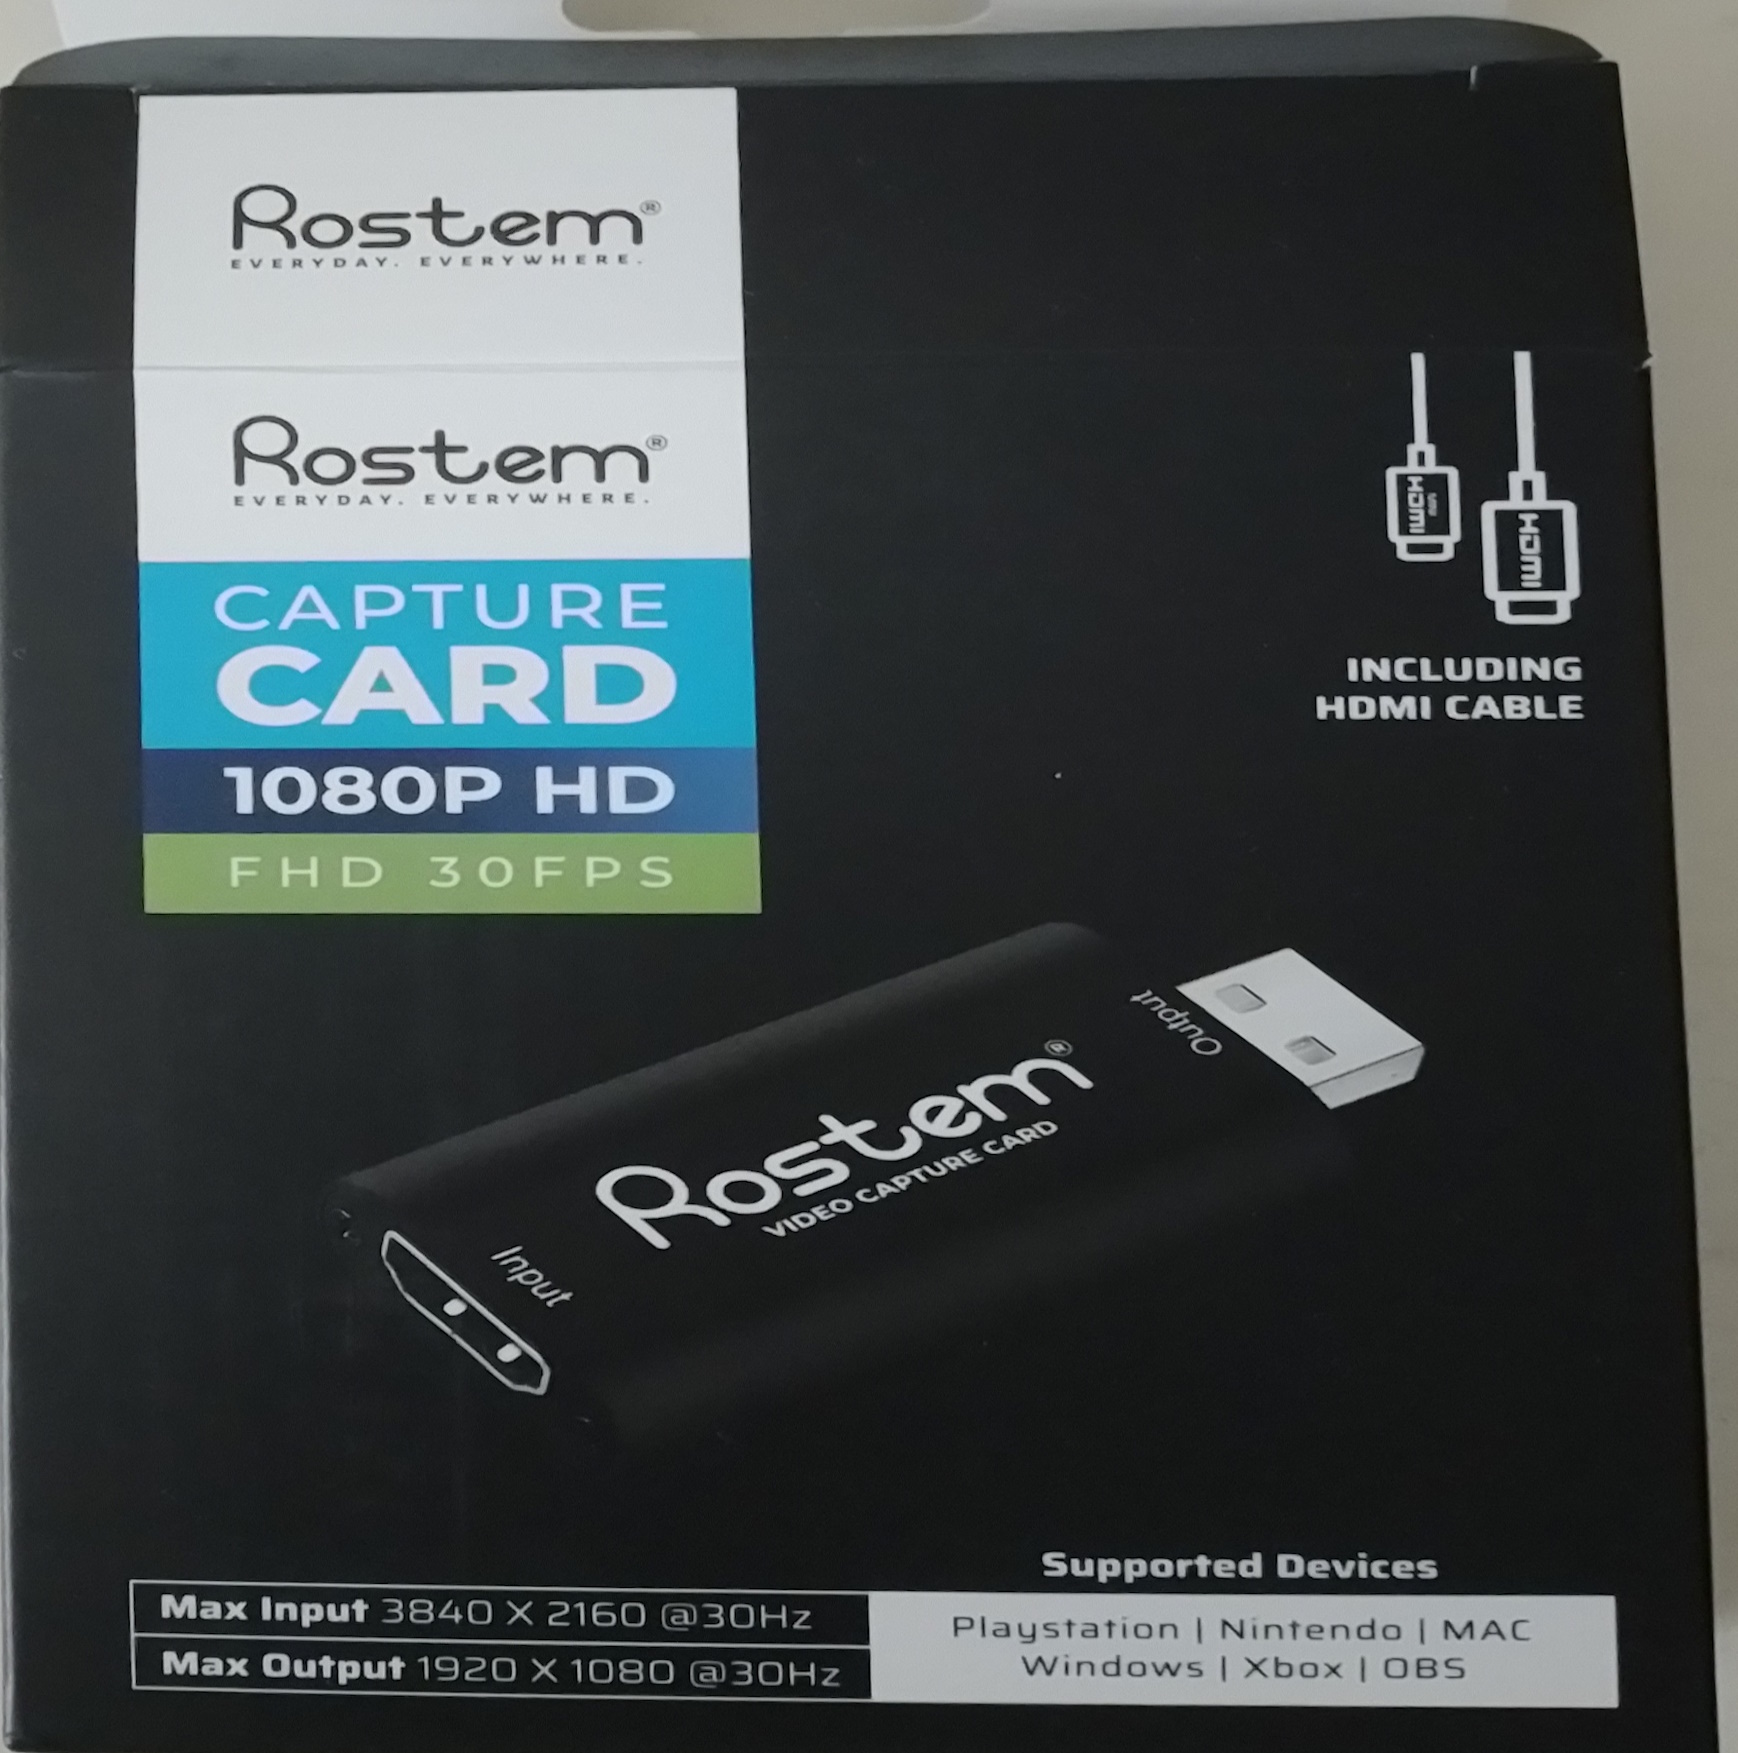 Rostem®
EVERYDAY. EVERYWHERE.
Rostem®
EVERYDAY. EVERYWHERE.
CAPTURE
CARD
1080P HD
FHD 30FPS
HDMI
HDMI
INCLUDING
HDMI CABLE
Output
Rostem®
VIDEO CAPTURE CARD
Input
Supported Devices
Max Input 3840 X 2160 @30Hz
Max Output 1920 X 1080 @30Hz
Playstation | Nintendo | MAC
Windows | Xbox | OBS